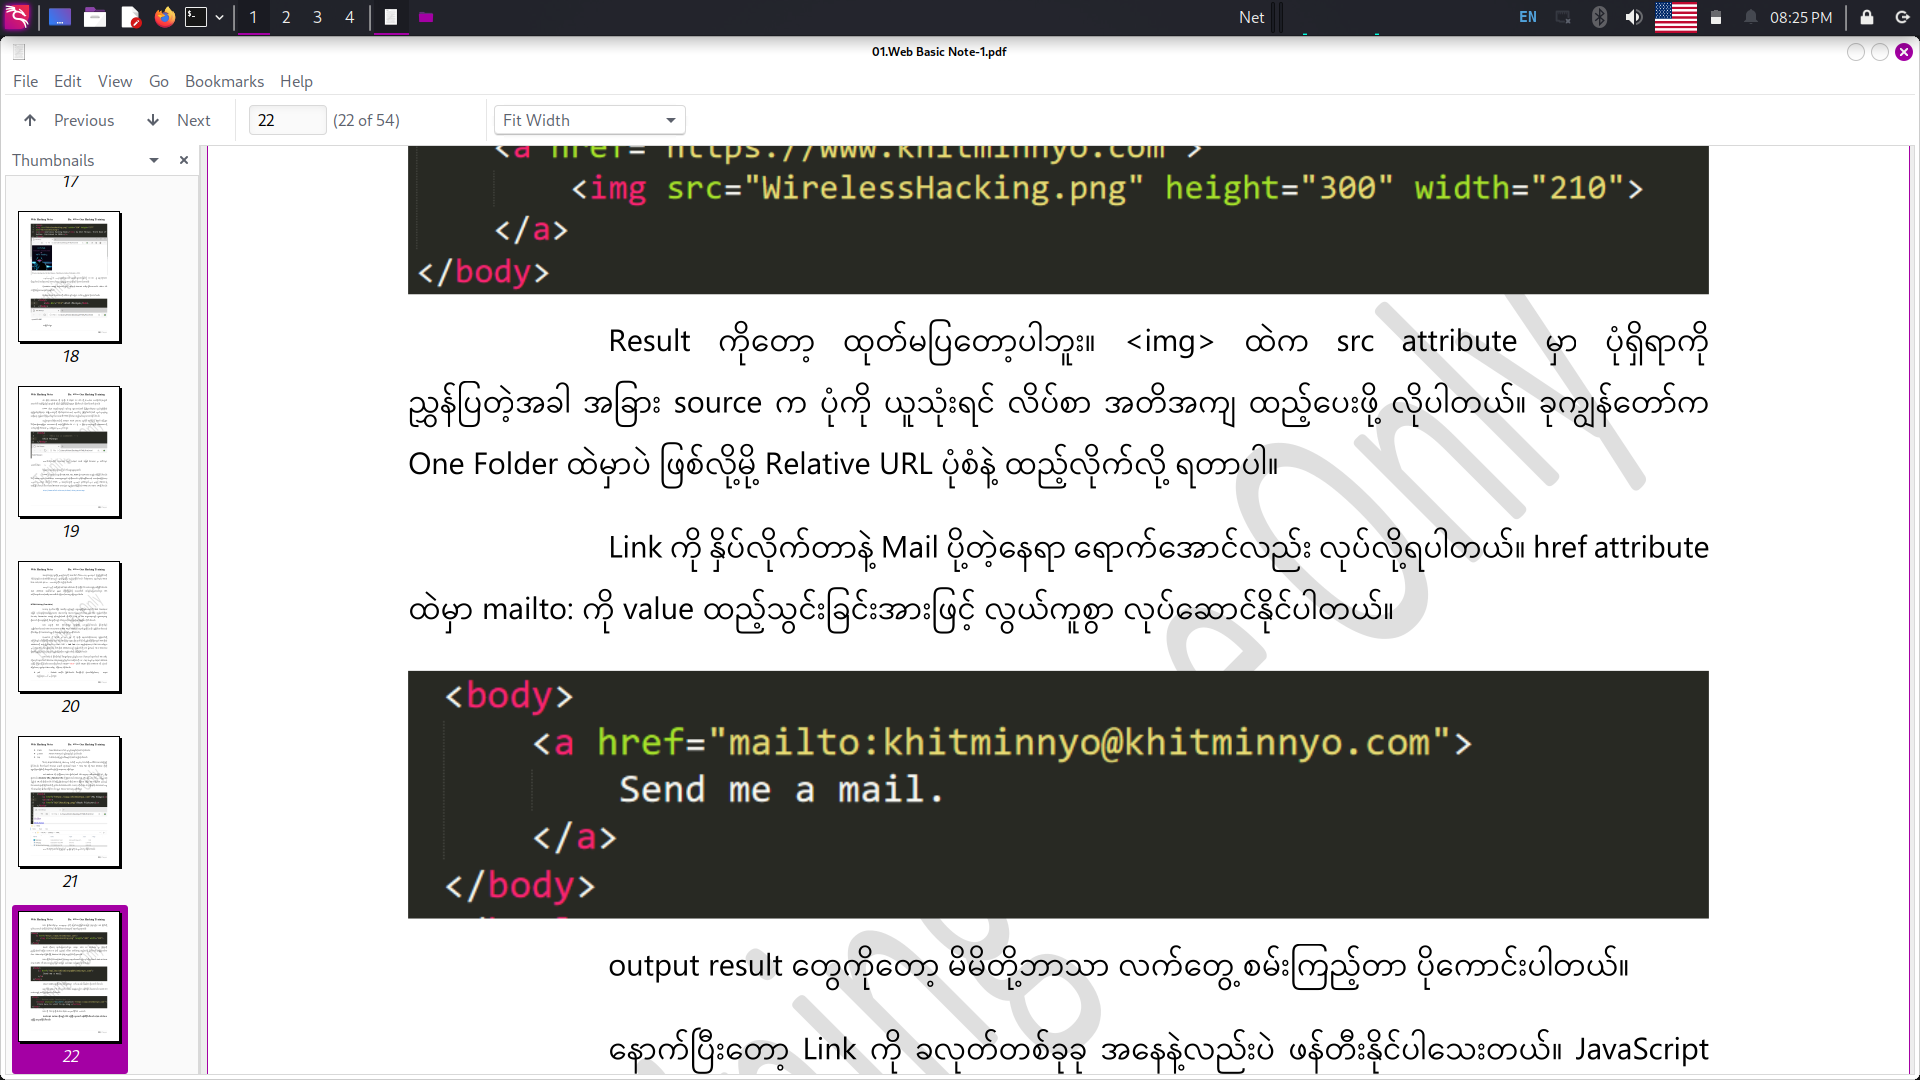 1 2 3 4 Net EN 08:25 PM
01.Web Basic Note-1.pdf
File Edit View Go Bookmarks Help
Previous Next 22 (22 of 54) Fit Width
Thumbnails
17
18
19
20
21
22
<a href="https://www.khitminnyo.com">
<img src="WirelessHacking.png" height="300" width="210">
</a>
</body>
Result ကိုတော့ ထုတ်မပြတော့ပါဘူး။ <img> ထဲက src attribute မှာ ပုံရှိရာကို
ညွှန်ပြတဲ့အခါ အခြား source က ပုံကို ယူသုံးရင် လိပ်စာ အတိအကျ ထည့်ပေးဖို့ လိုပါတယ်။ ခုကျွန်တော်က
One Folder ထဲမှာပဲ ဖြစ်လို့မို့ Relative URL ပုံစံနဲ့ ထည့်လိုက်လို့ ရတာပါ။
Link ကို နှိပ်လိုက်တာနဲ့ Mail ပို့တဲ့နေရာ ရောက်အောင်လည်း လုပ်လို့ရပါတယ်။ href attribute
ထဲမှာ mailto: ကို value ထည့်သွင်းခြင်းအားဖြင့် လွယ်ကူစွာ လုပ်ဆောင်နိုင်ပါတယ်။
<body>
<a href="mailto:khitminnyo@khitminnyo.com">
Send me a mail.
</a>
</body>
output result တွေကိုတော့ မိမိတို့ဘာသာ လက်တွေ့ စမ်းကြည့်တာ ပိုကောင်းပါတယ်။
နောက်ပြီးတော့ Link ကို ခလုတ်တစ်ခုခု အနေနဲ့လည်းပဲ ဖန်တီးနိုင်ပါသေးတယ်။ JavaScript